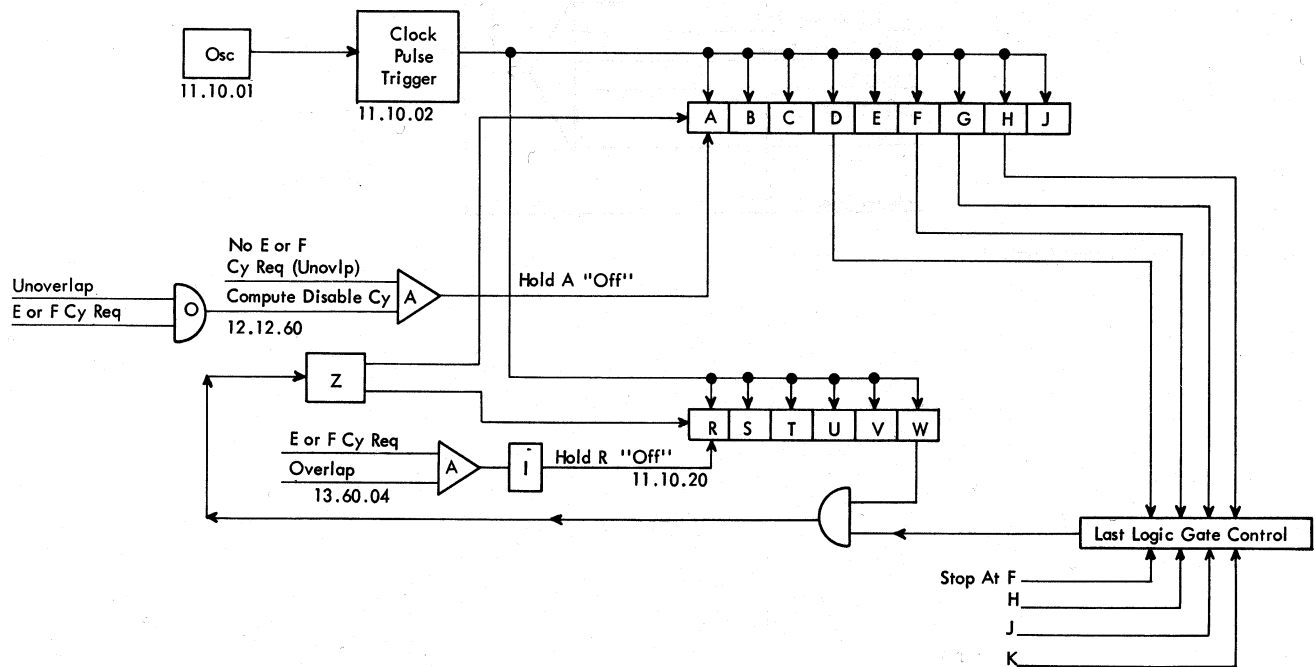 Osc
11.10.01
Clock
Pulse
Trigger
11.10.02
A B C D E F G H J
No E or F
Cy Req (Unovlp)
Compute Disable Cy
12.12.60
A
Hold A "Off"
Unoverlap
E or F Cy Req
O
Z
R S T U V W
E or F Cy Req
Overlap
13.60.04
A
I
Hold R "Off"
11.10.20
Last Logic Gate Control
Stop At F
H
J
K